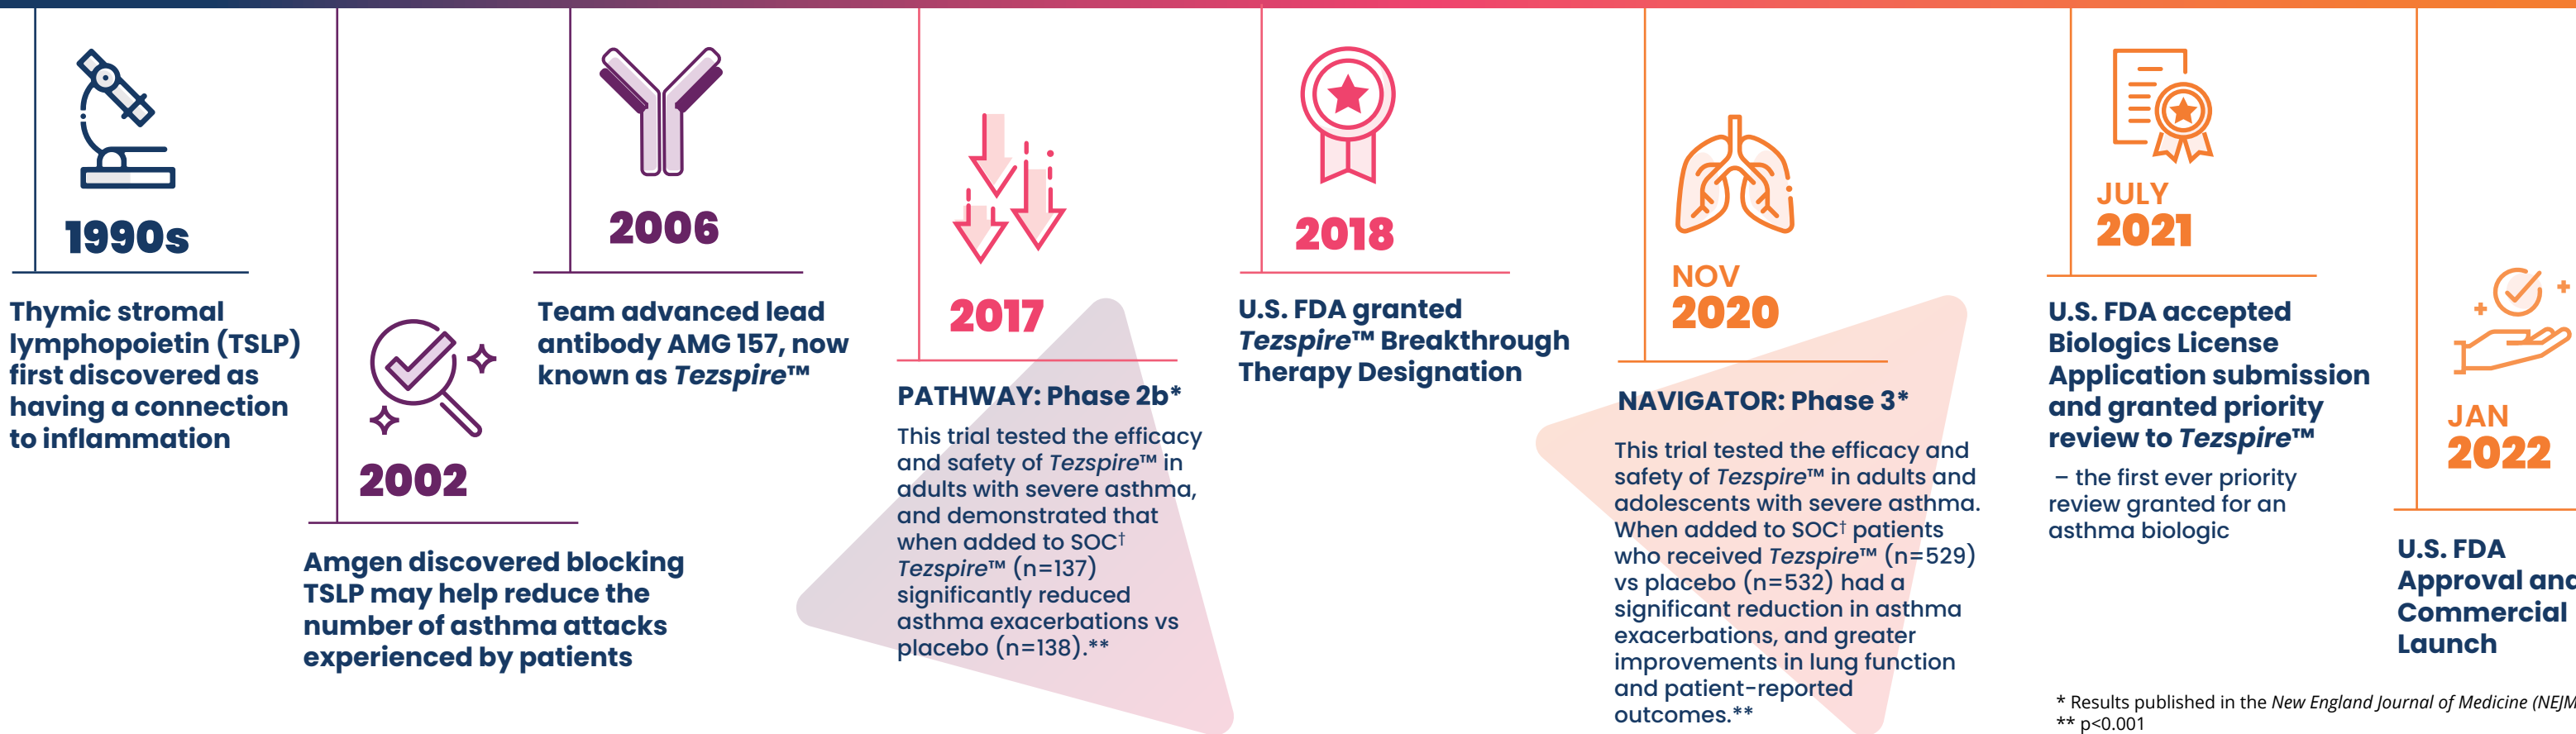 1990s
Thymic stromal
lymphopoietin (TSLP)
first discovered as
having a connection
to inflammation
2002
Amgen discovered blocking
TSLP may help reduce the
number of asthma attacks
experienced by patients
2006
Team advanced lead
antibody AMG 157, now
known as Tezspire™
2017
PATHWAY: Phase 2b*
This trial tested the efficacy
and safety of Tezspire™ in
adults with severe asthma,
and demonstrated that
when added to SOC†
Tezspire™ (n=137)
significantly reduced
asthma exacerbations vs
placebo (n=138).**
2018
U.S. FDA granted
Tezspire™ Breakthrough
Therapy Designation
NOV
2020
NAVIGATOR: Phase 3*
This trial tested the efficacy and
safety of Tezspire™ in adults and
adolescents with severe asthma.
When added to SOC† patients
who received Tezspire™ (n=529)
vs placebo (n=532) had a
significant reduction in asthma
exacerbations, and greater
improvements in lung function
and patient-reported
outcomes.**
JULY
2021
U.S. FDA accepted
Biologics License
Application submission
and granted priority
review to Tezspire™
– the first ever priority
review granted for an
asthma biologic
JAN
2022
U.S. FDA
Approval and
Commercial
Launch
* Results published in the New England Journal of Medicine (NEJM
** p<0.001